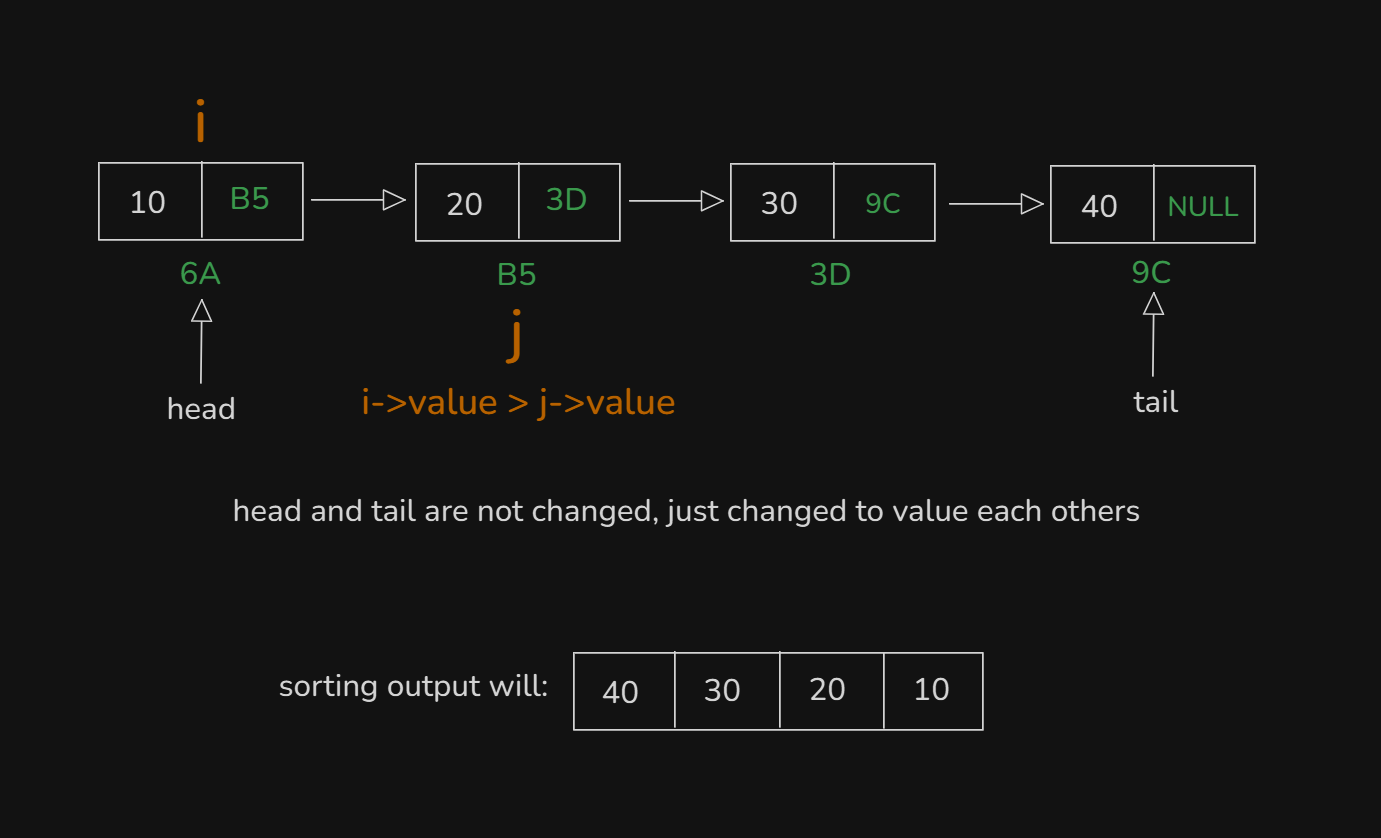 i
10 B5 20 3D 30 9C 40 NULL
6A B5 3D 9C
j
i->value > j->value
head tail
head and tail are not changed, just changed to value each others
sorting output will: 40 30 20 10